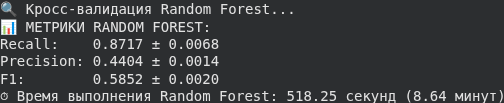 🔍 Кросс-валидация Random Forest...
📊 МЕТРИКИ RANDOM FOREST:
Recall: 0.8717 ± 0.0068
Precision: 0.4404 ± 0.0014
F1: 0.5852 ± 0.0020
⏱ Время выполнения Random Forest: 518.25 секунд (8.64 минут)